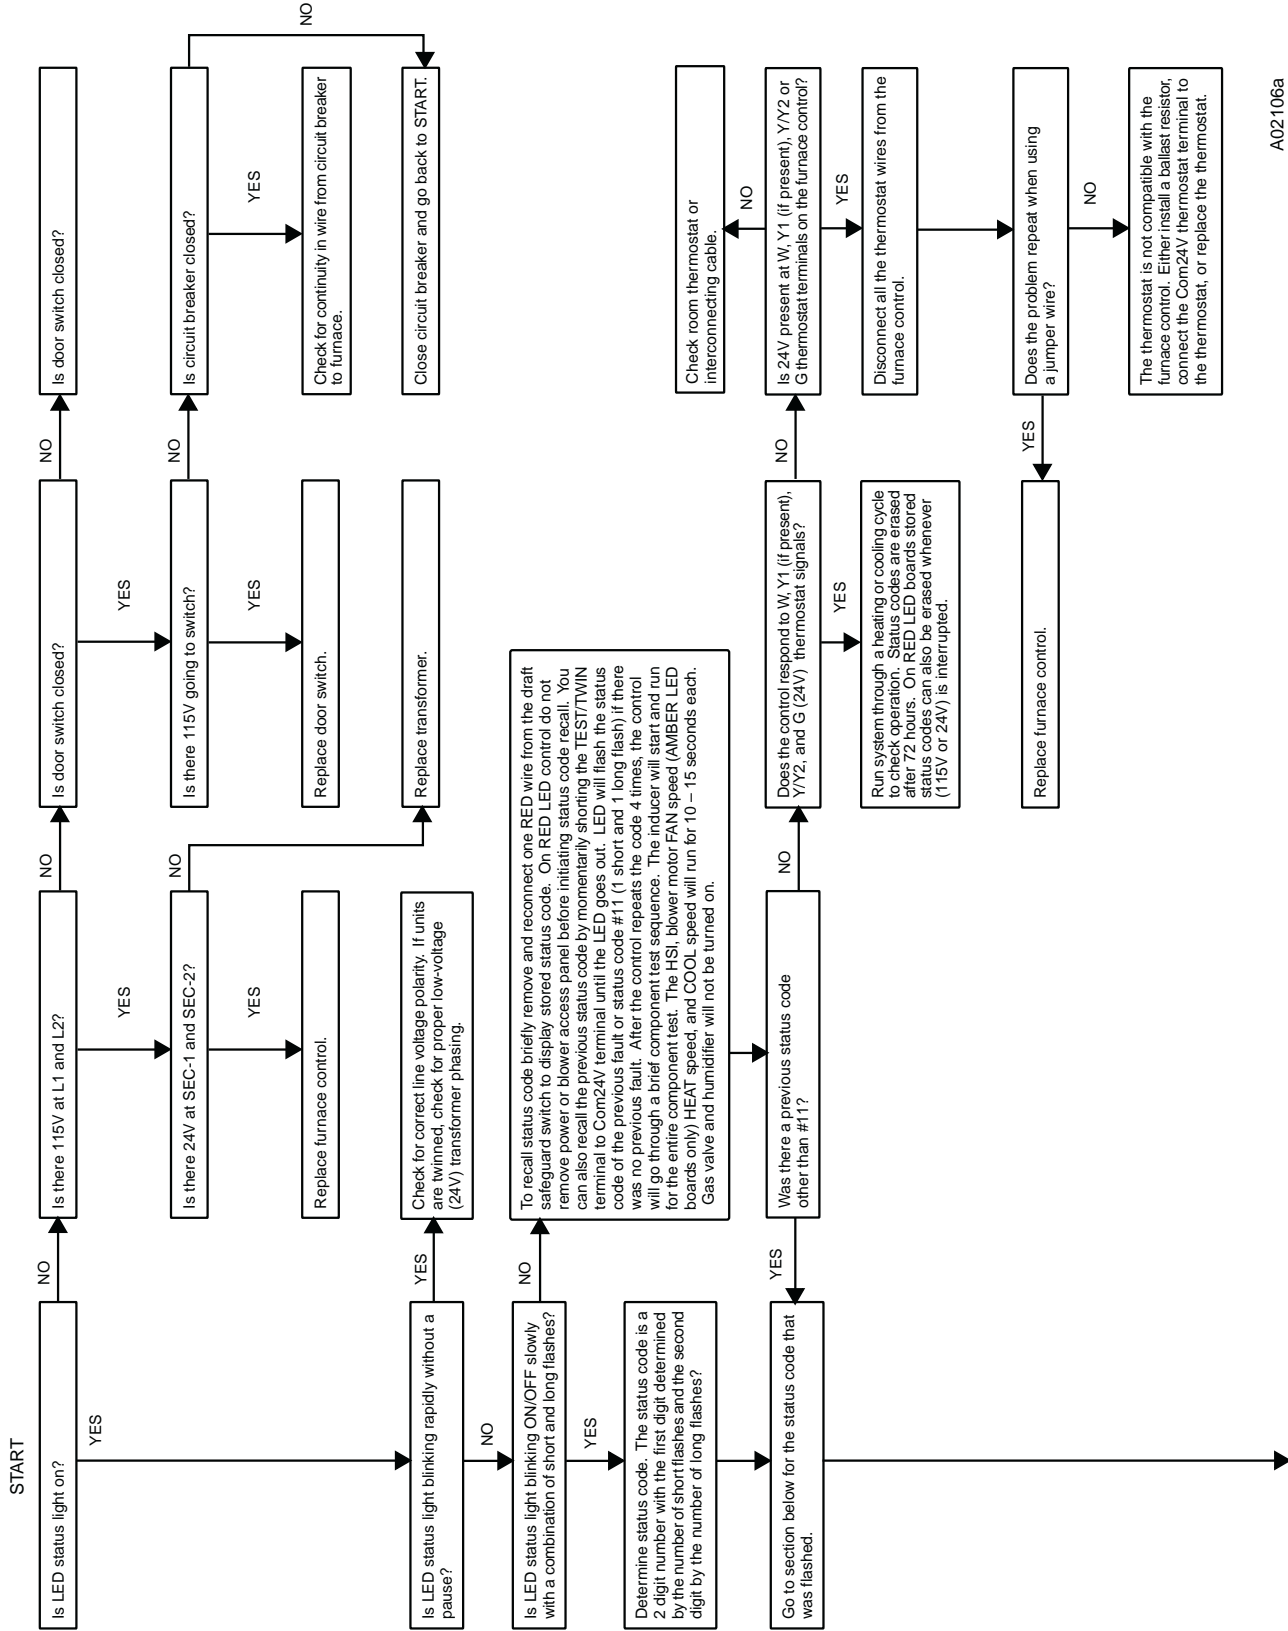 START
Is LED status light on?
NO
YES
Is there 115V at L1 and L2?
NO
YES
Is door switch closed?
NO
YES
Is door switch closed?
Is there 24V at SEC-1 and SEC-2?
NO
YES
Is there 115V going to switch?
NO
YES
Is circuit breaker closed?
NO
YES
Replace furnace control.
Replace door switch.
Check for continuity in wire from circuit breaker
to furnace.
Replace transformer.
Close circuit breaker and go back to START.
Is LED status light blinking rapidly without a
pause?
YES
NO
Check for correct line voltage polarity. If units
are twinned, check for proper low-voltage
(24V) transformer phasing.
Is LED status light blinking ON/OFF slowly
with a combination of short and long flashes?
NO
YES
To recall status code briefly remove and reconnect one RED wire from the draft
safeguard switch to display stored status code. On RED LED control do not
remove power or blower access panel before initiating status code recall. You
can also recall the previous status code by momentarily shorting the TEST/TWIN
terminal to Com24V terminal until the LED goes out. LED will flash the status
code of the previous fault or status code #11 (1 short and 1 long flash) if there
was no previous fault. After the control repeats the code 4 times, the control
will go through a brief component test sequence. The inducer will start and run
for the entire component test. The HSI, blower motor FAN speed (AMBER LED
boards only) HEAT speed, and COOL speed will run for 10 – 15 seconds each.
Gas valve and humidifier will not be turned on.
Determine status code. The status code is a
2 digit number with the first digit determined
by the number of short flashes and the second
digit by the number of long flashes?
Go to section below for the status code that
was flashed.
YES
Was there a previous status code
other than #11?
NO
Does the control respond to W, Y1 (if present),
Y/Y2, and G (24V) thermostat signals?
NO
YES
Run system through a heating or cooling cycle
to check operation. Status codes are erased
after 72 hours. On RED LED boards stored
status codes can also be erased whenever
(115V or 24V) is interrupted.
Check room thermostat or
interconnecting cable.
NO
Is 24V present at W, Y1 (if present), Y/Y2 or
G thermostat terminals on the furnace control?
YES
Disconnect all the thermostat wires from the
furnace control.
Replace furnace control.
YES
Does the problem repeat when using
a jumper wire?
NO
The thermostat is not compatible with the
furnace control. Either install a ballast resistor,
connect the Com24V thermostat terminal to
the thermostat, or replace the thermostat.
A02106a